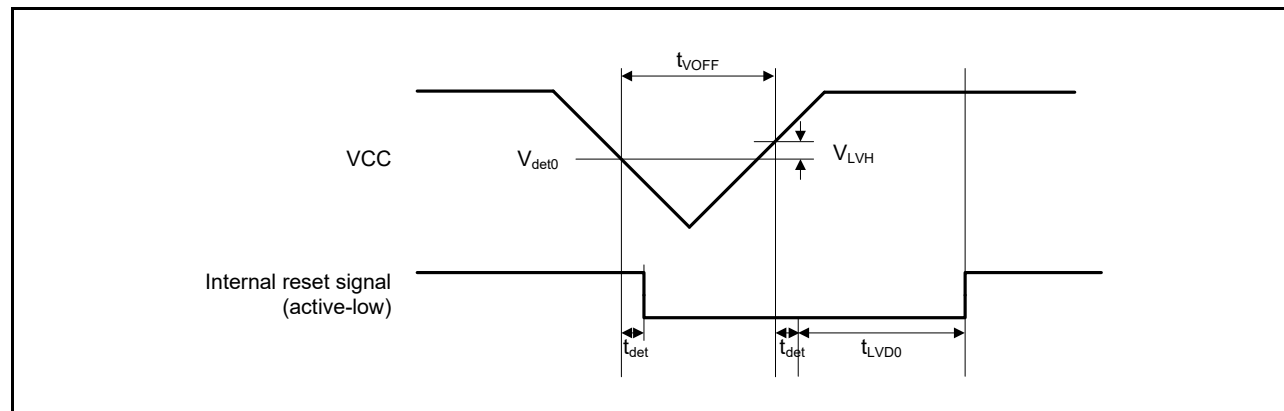 tVOFF
VCC
Vdet0
VLVH
Internal reset signal
(active-low)
tdet
tdet
tLVD0